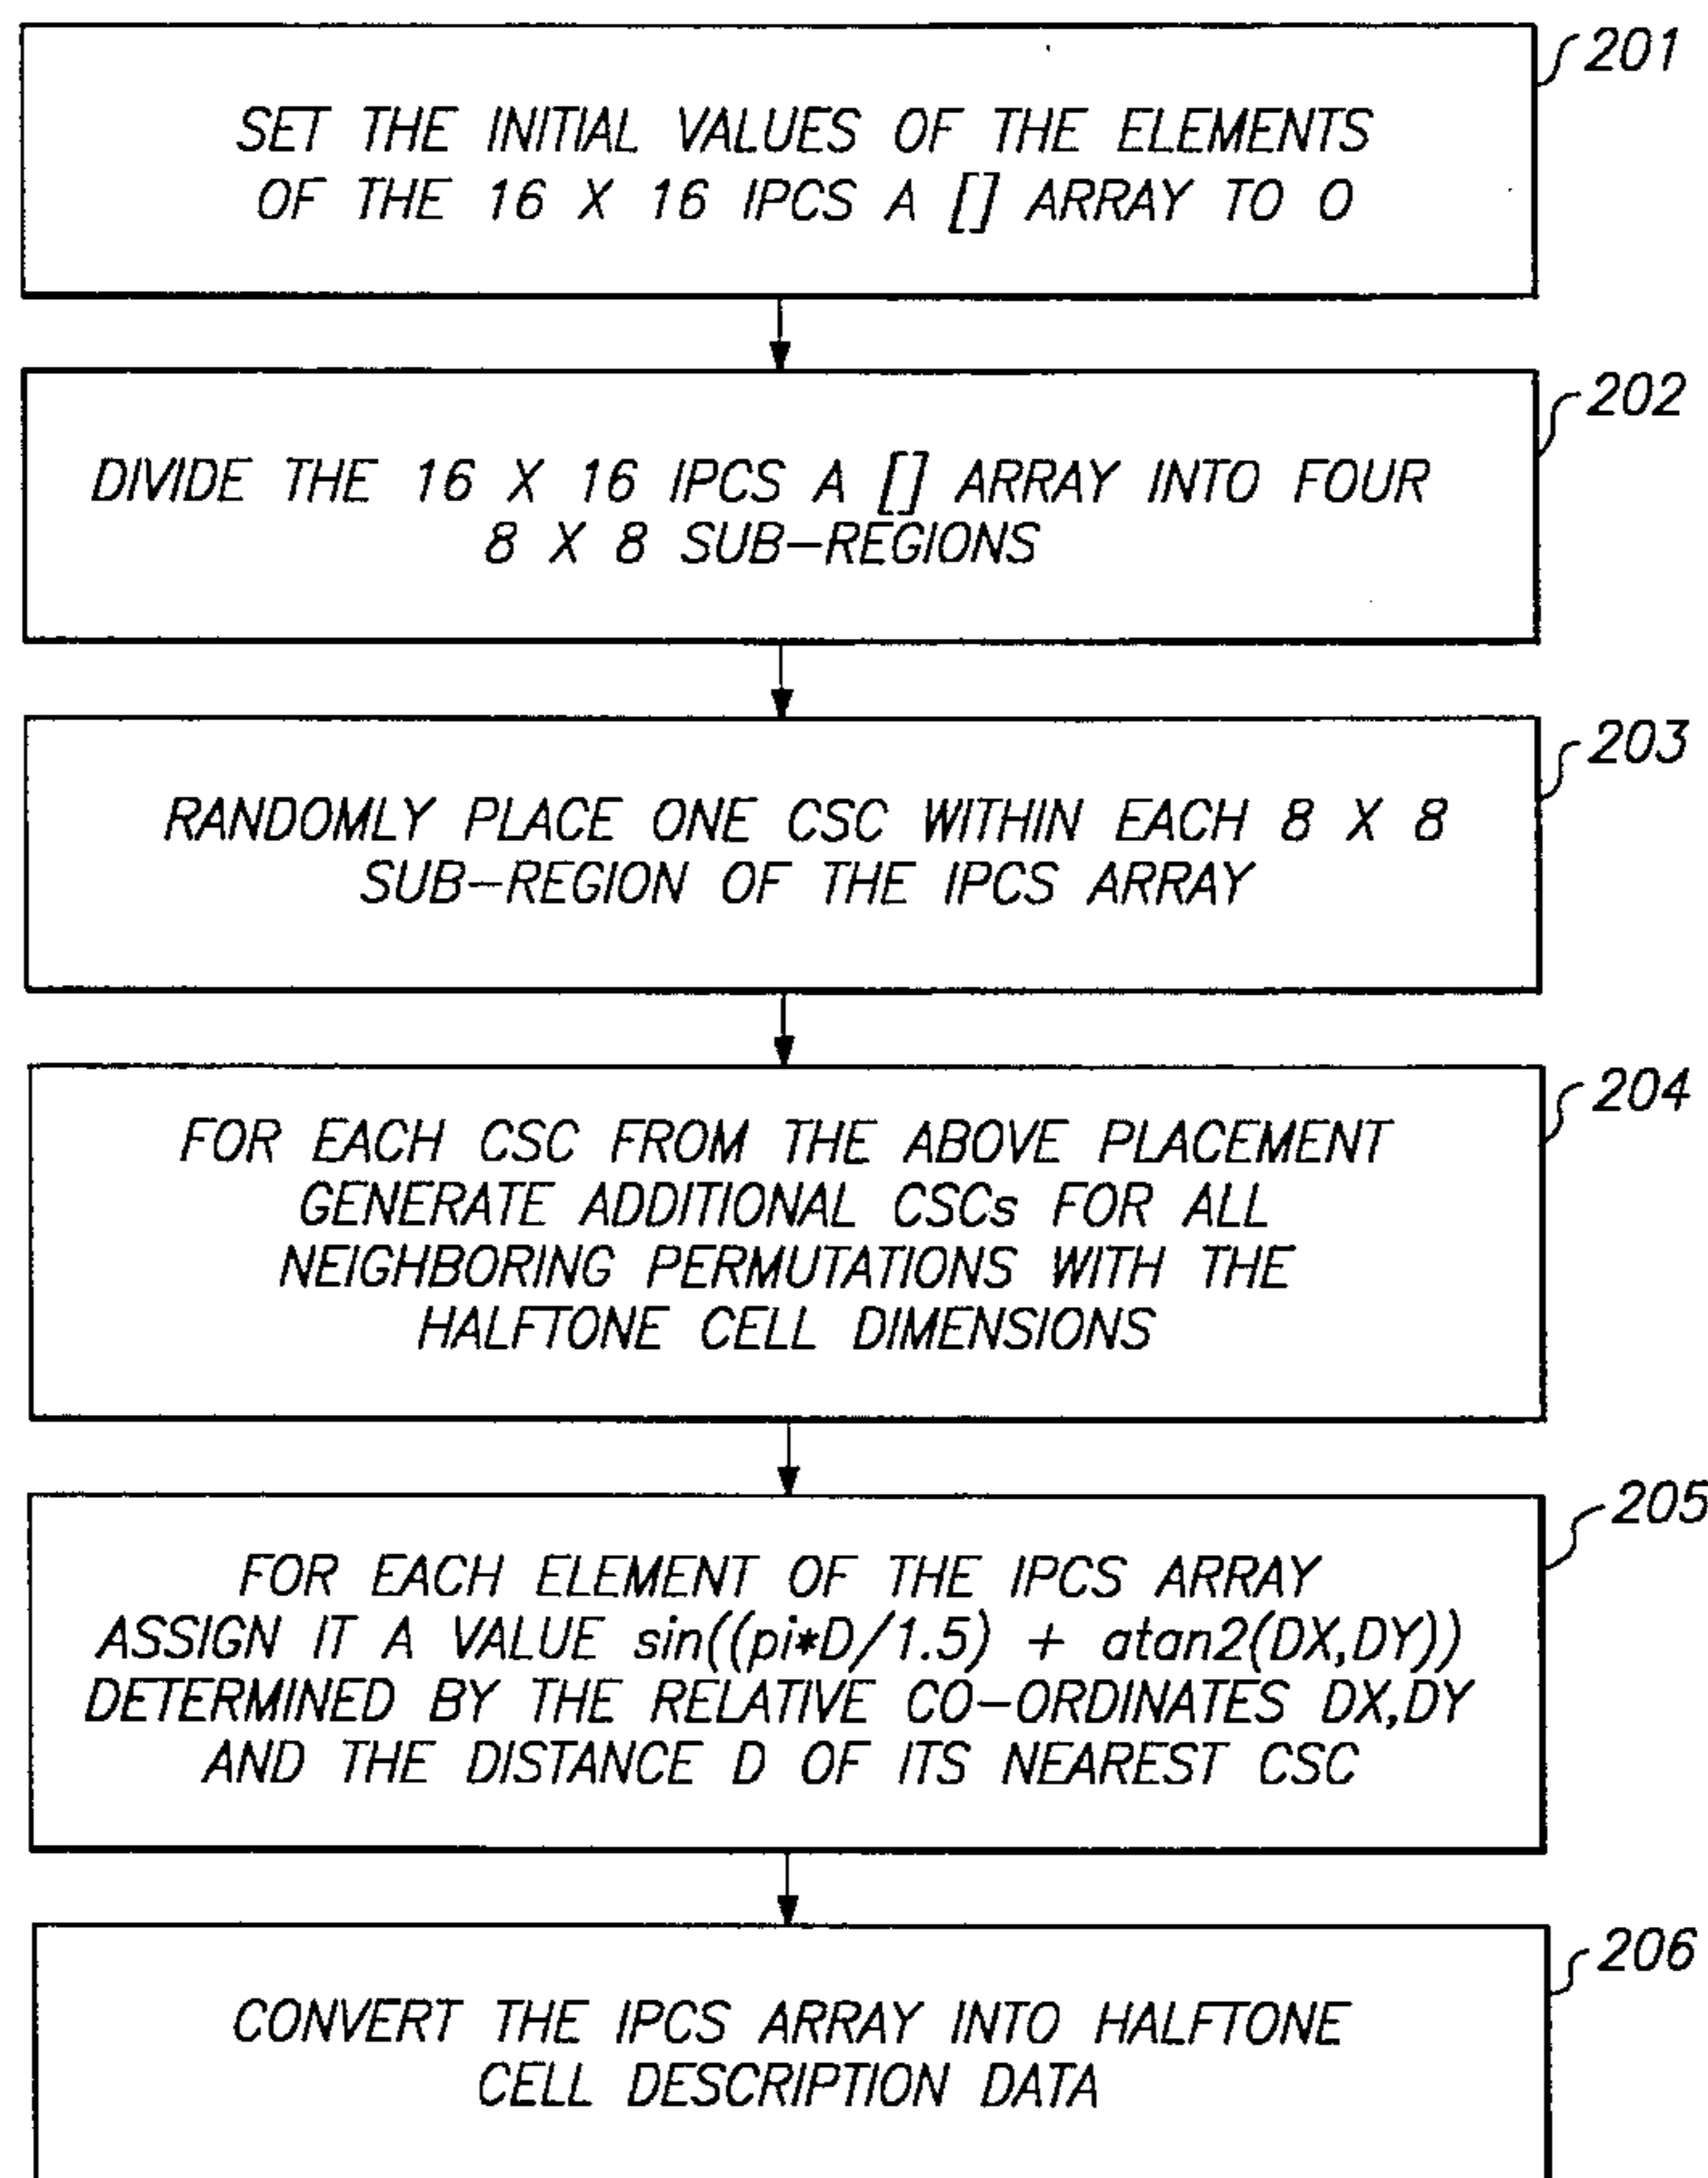 201
SET THE INITIAL VALUES OF THE ELEMENTS
OF THE 16 X 16 IPCS A [] ARRAY TO 0
202
DIVIDE THE 16 X 16 IPCS A [] ARRAY INTO FOUR
8 X 8 SUB-REGIONS
203
RANDOMLY PLACE ONE CSC WITHIN EACH 8 X 8
SUB-REGION OF THE IPCS ARRAY
204
FOR EACH CSC FROM THE ABOVE PLACEMENT
GENERATE ADDITIONAL CSCs FOR ALL
NEIGHBORING PERMUTATIONS WITH THE
HALFTONE CELL DIMENSIONS
205
FOR EACH ELEMENT OF THE IPCS ARRAY
ASSIGN IT A VALUE sin((pi*D/1.5) + atan2(DX,DY))
DETERMINED BY THE RELATIVE CO-ORDINATES DX,DY
AND THE DISTANCE D OF ITS NEAREST CSC
206
CONVERT THE IPCS ARRAY INTO HALFTONE
CELL DESCRIPTION DATA